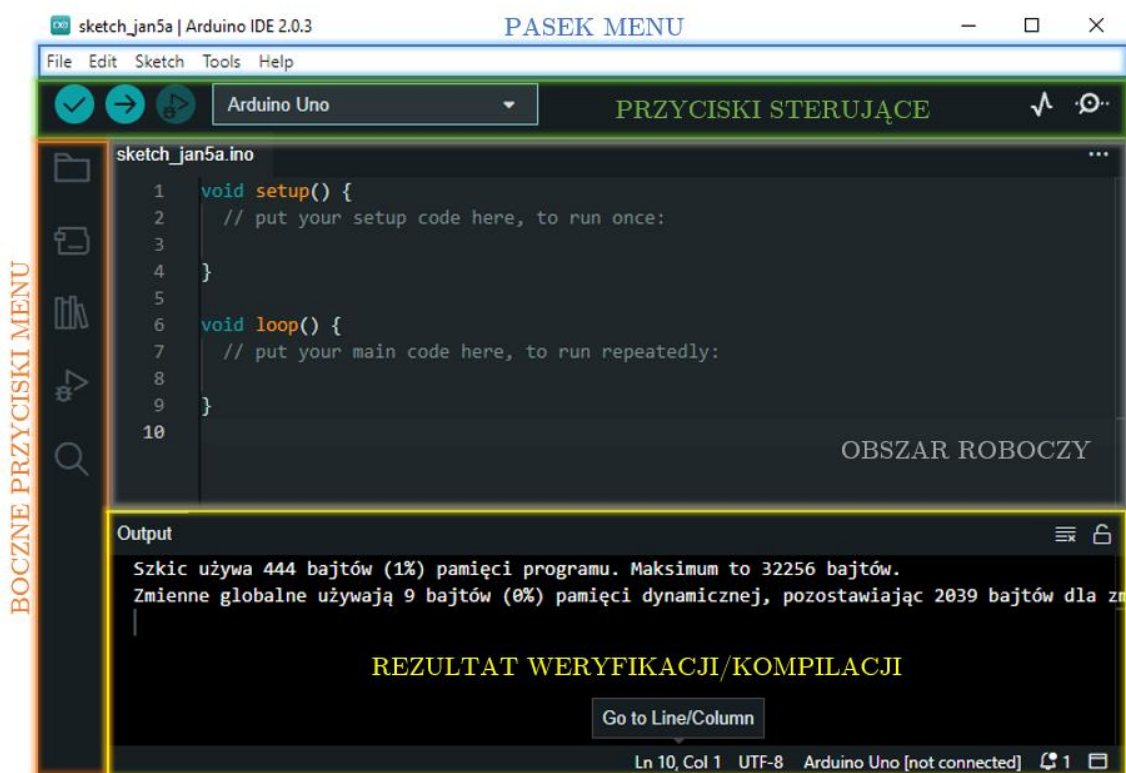 sketch_jan5a | Arduino IDE 2.0.3
PASEK MENU
File Edit Sketch Tools Help
Arduino Uno
PRZYCISKI STERUJĄCE
BOCZNE PRZYCISKI MENU
sketch_jan5a.ino
1 void setup() {
2 // put your setup code here, to run once:
3
4 }
5
6 void loop() {
7 // put your main code here, to run repeatedly:
8
9 }
10
OBSZAR ROBOCZY
Output
Szkic używa 444 bajtów (1%) pamięci programu. Maksimum to 32256 bajtów.
Zmienne globalne używają 9 bajtów (0%) pamięci dynamicznej, pozostawiając 2039 bajtów dla
REZULTAT WERYFIKACJI/KOMPILACJI
Go to Line/Column
Ln 10, Col 1 UTF-8 Arduino Uno [not connected] 1